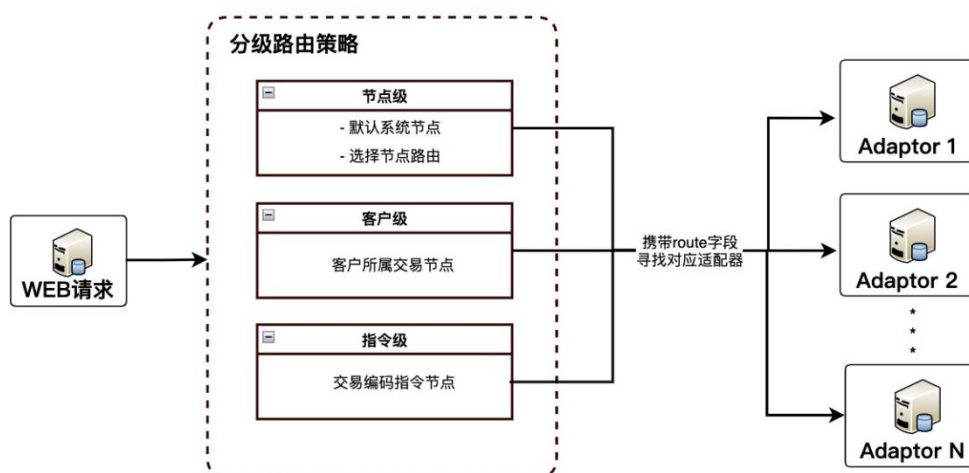 分级路由策略
节点级
- 默认系统节点
- 选择节点路由
客户级
客户所属交易节点
指令级
交易编码指令节点
WEB请求
携带route字段
寻找对应适配器
Adaptor 1
Adaptor 2
*
*
*
Adaptor N